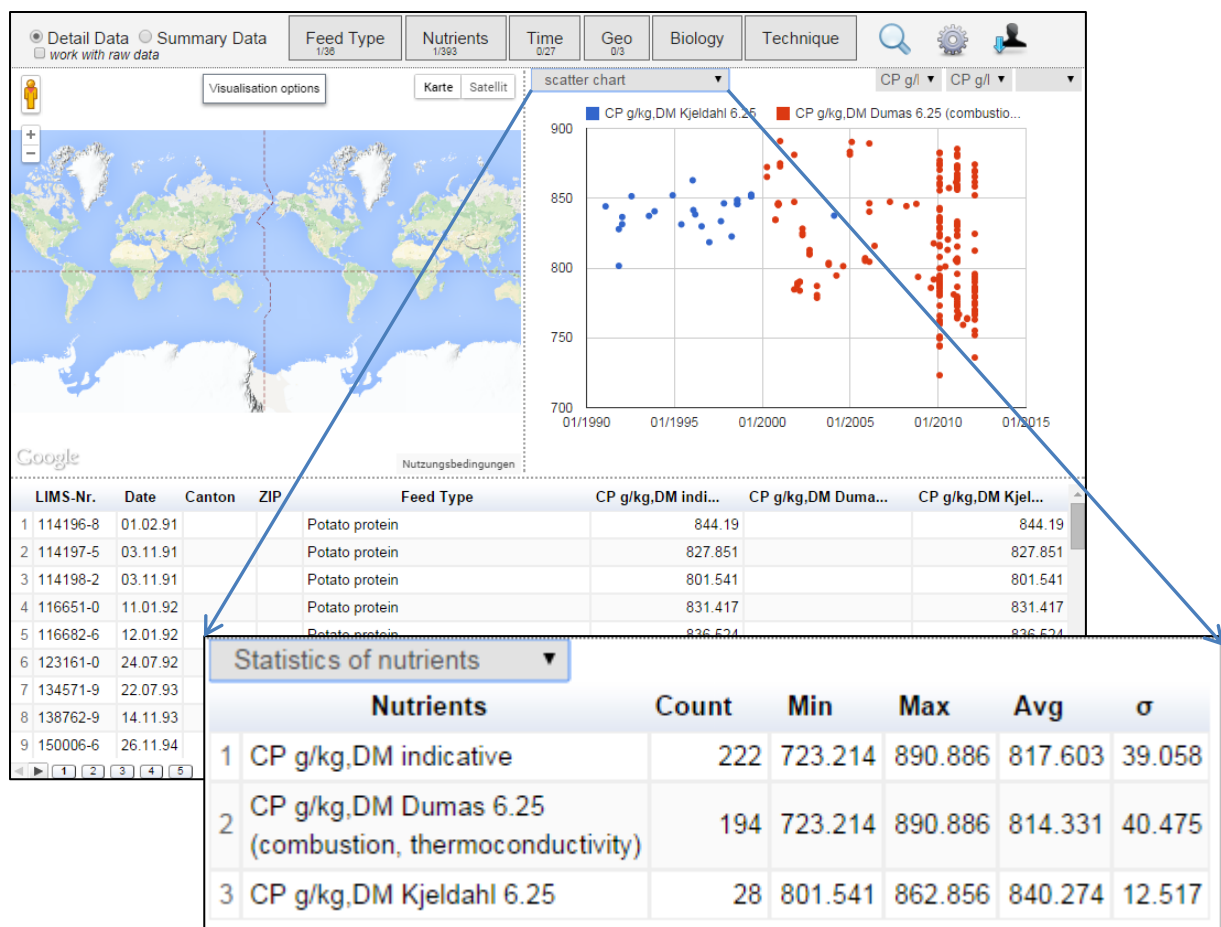 Detail Data Summary Data
work with raw data
Feed Type
1/36
Nutrients
1/393
Time
0/27
Geo
0/3
Biology
Technique
Visualisation options
Karte Satellit
+
−
Google
Nutzungsbedingungen
scatter chart ▼
CP g/l ▼ CP g/l ▼ ▼
CP g/kg,DM Kjeldahl 6.25 CP g/kg,DM Dumas 6.25 (combustio...
900
850
800
750
700
01/1990 01/1995 01/2000 01/2005 01/2010 01/2015
LIMS-Nr. Date Canton ZIP Feed Type CP g/kg,DM indi... CP g/kg,DM Duma... CP g/kg,DM Kjel...
1 114196-8 01.02.91 Potato protein 844.19 844.19
2 114197-5 03.11.91 Potato protein 827.851 827.851
3 114198-2 03.11.91 Potato protein 801.541 801.541
4 116651-0 11.01.92 Potato protein 831.417 831.417
5 116682-6 12.01.92 Potato protein 836.524 836.524
6 123161-0 24.07.92
7 134571-9 22.07.93
8 138762-9 14.11.93
9 150006-6 26.11.94
1 2 3 4 5
Statistics of nutrients ▼
Nutrients Count Min Max Avg σ
1 CP g/kg,DM indicative 222 723.214 890.886 817.603 39.058
2 CP g/kg,DM Dumas 6.25
(combustion, thermoconductivity) 194 723.214 890.886 814.331 40.475
3 CP g/kg,DM Kjeldahl 6.25 28 801.541 862.856 840.274 12.517